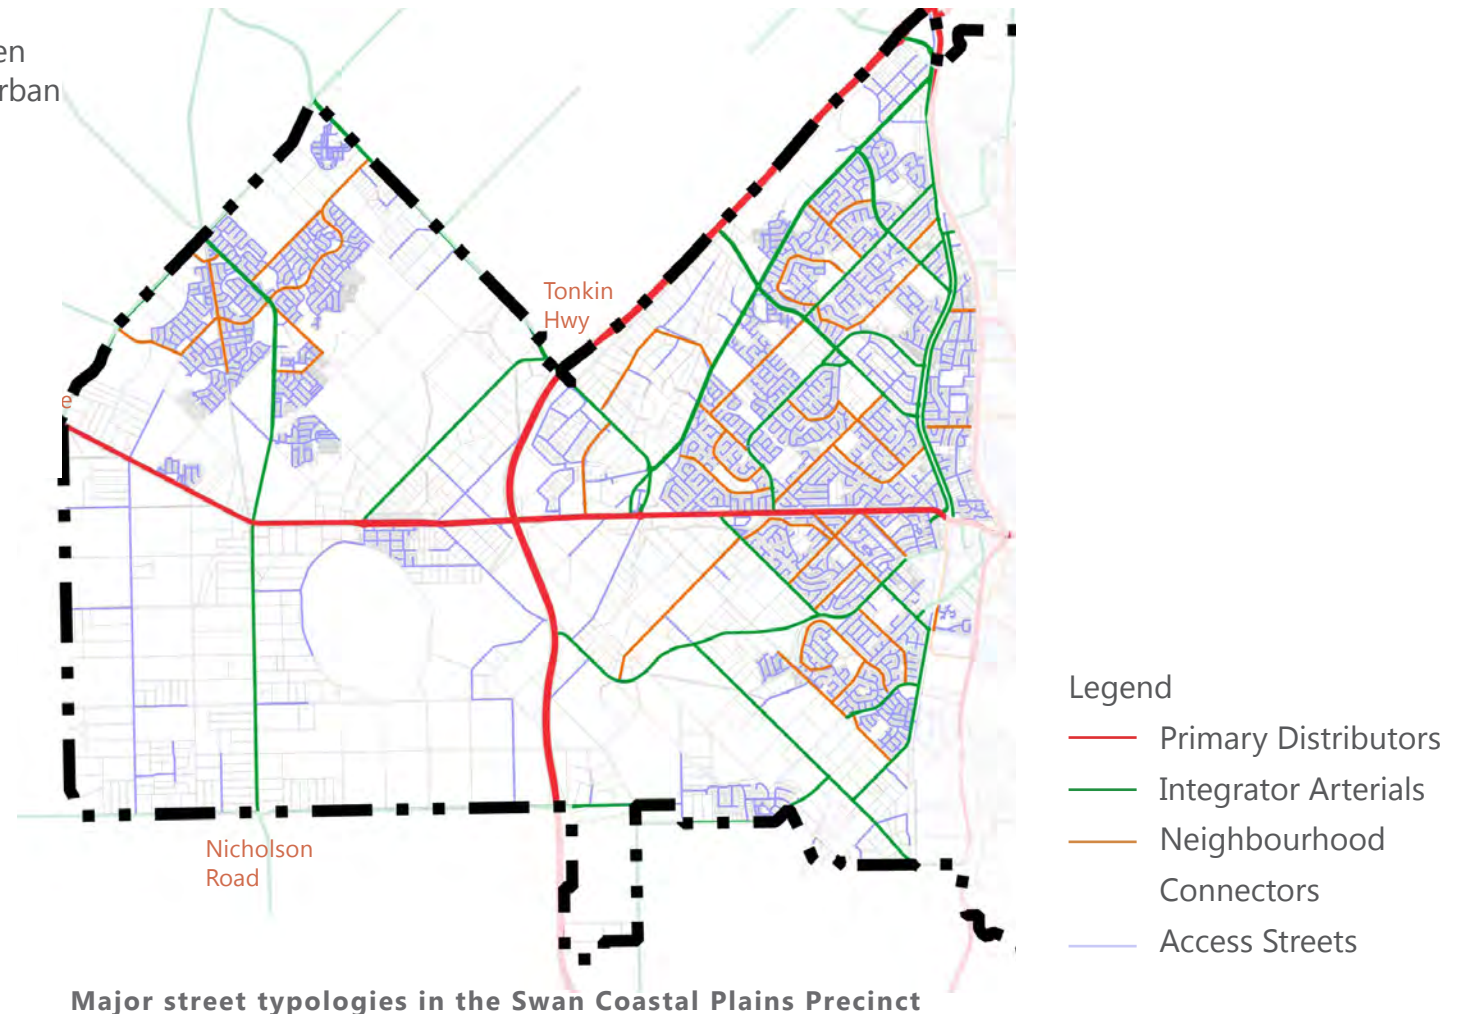 en
rban
Tonkin
Hwy
e
Nicholson
Road
Legend
Primary Distributors
Integrator Arterials
Neighbourhood
Connectors
Access Streets
Major street typologies in the Swan Coastal Plains Precinct